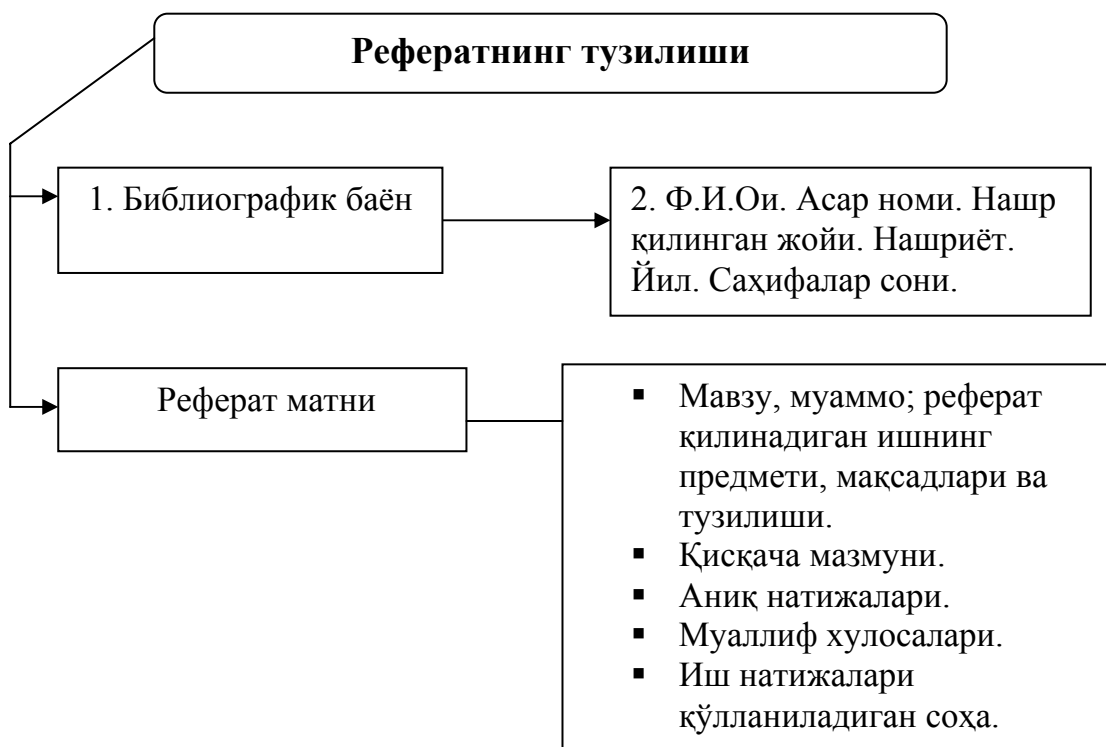 Рефератнинг тузилиши
1. Библиографик баён
2. Ф.И.Ои. Асар номи. Нашр
қилинган жойи. Нашриёт.
Йил. Саҳифалар сони.
Реферат матни
▪ Мавзу, муаммо; реферат
қилинадиган ишнинг
предмети, мақсадлари ва
тузилиши.
▪ Қисқача мазмуни.
▪ Аниқ натижалари.
▪ Муаллиф хулосалари.
▪ Иш натижалари
қўлланиладиган соҳа.